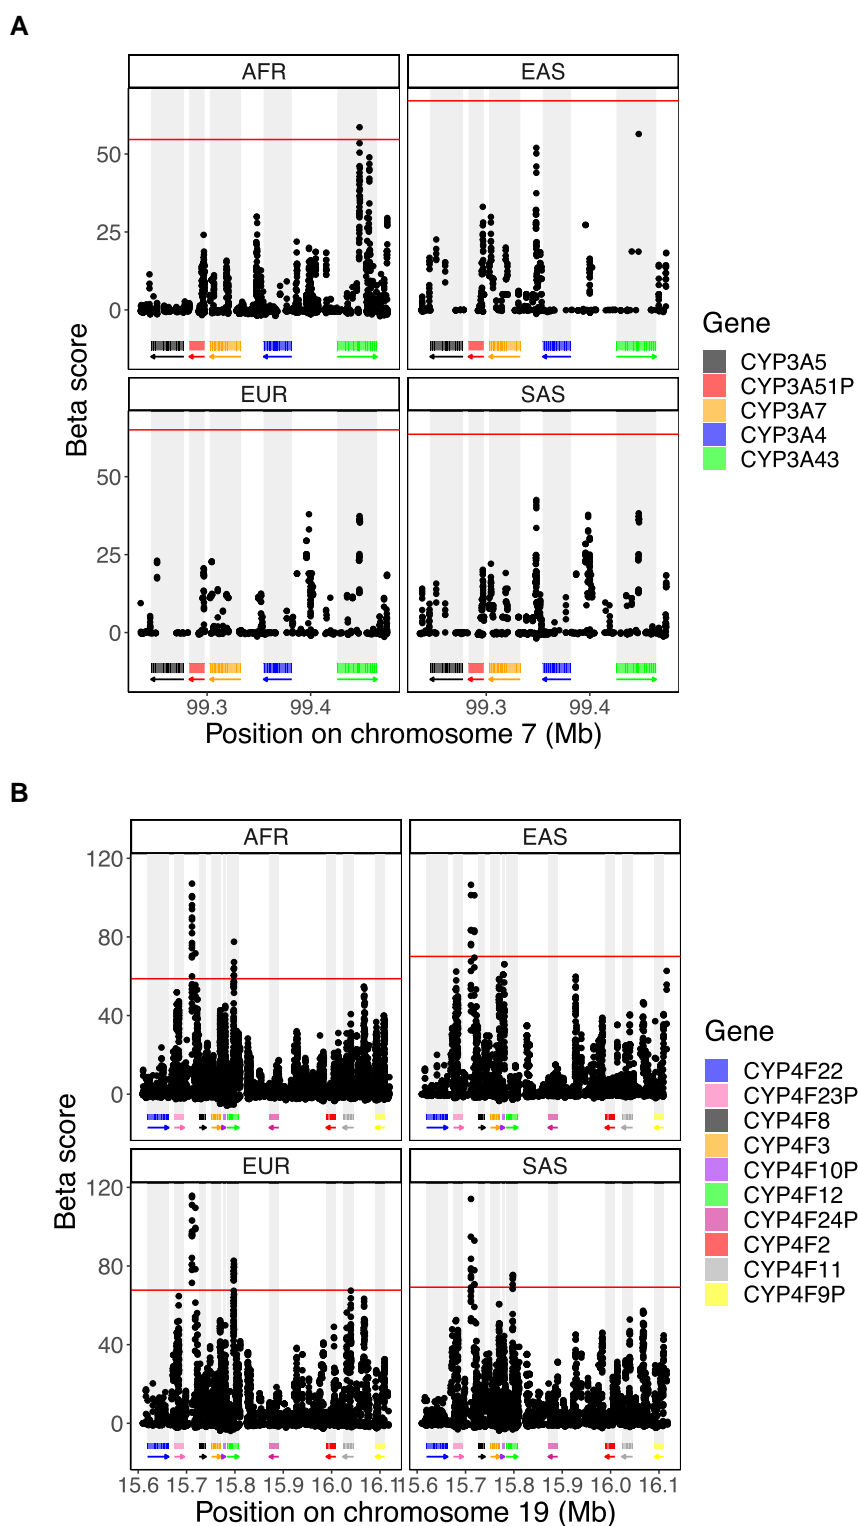 A
AFR EAS
50
25
0
EUR SAS
50
25
0
99.3 99.4 99.3 99.4
Position on chromosome 7 (Mb)
Beta score
Gene
CYP3A5
CYP3A51P
CYP3A7
CYP3A4
CYP3A43
B
AFR EAS
120
80
40
0
EUR SAS
120
80
40
0
15.6 15.7 15.8 15.9 16.0 16.1 15.6 15.7 15.8 15.9 16.0 16.1
Position on chromosome 19 (Mb)
Beta score
Gene
CYP4F22
CYP4F23P
CYP4F8
CYP4F3
CYP4F10P
CYP4F12
CYP4F24P
CYP4F2
CYP4F11
CYP4F9P